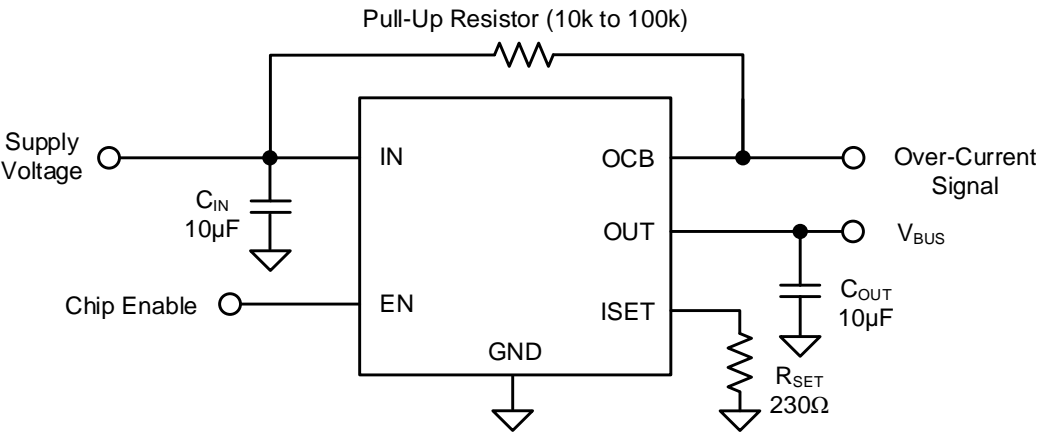 Pull-Up Resistor (10k to 100k)
Supply
Voltage
IN
OCB
Over-Current
Signal
CIN
10µF
OUT
VBUS
Chip Enable
EN
ISET
COUT
10µF
GND
RSET
230Ω